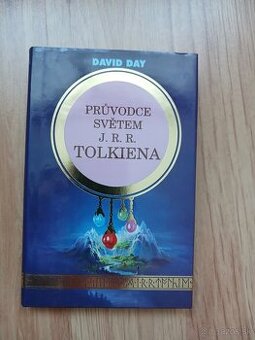 DAVID DAY
PRŮVODCE
SVĚTEM
J. R. R.
TOLKIENA